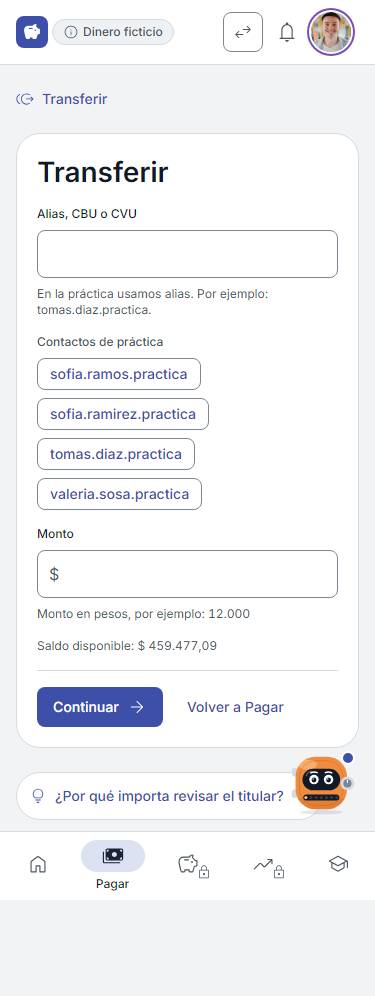 Dinero ficticio
Transferir
Transferir
Alias, CBU o CVU
En la práctica usamos alias. Por ejemplo:
tomas.diaz.practica.
Contactos de práctica
sofia.ramos.practica
sofia.ramirez.practica
tomas.diaz.practica
valeria.sosa.practica
Monto
$
Monto en pesos, por ejemplo: 12.000
Saldo disponible: $ 459.477,09
Continuar
Volver a Pagar
¿Por qué importa revisar el titular?
Pagar